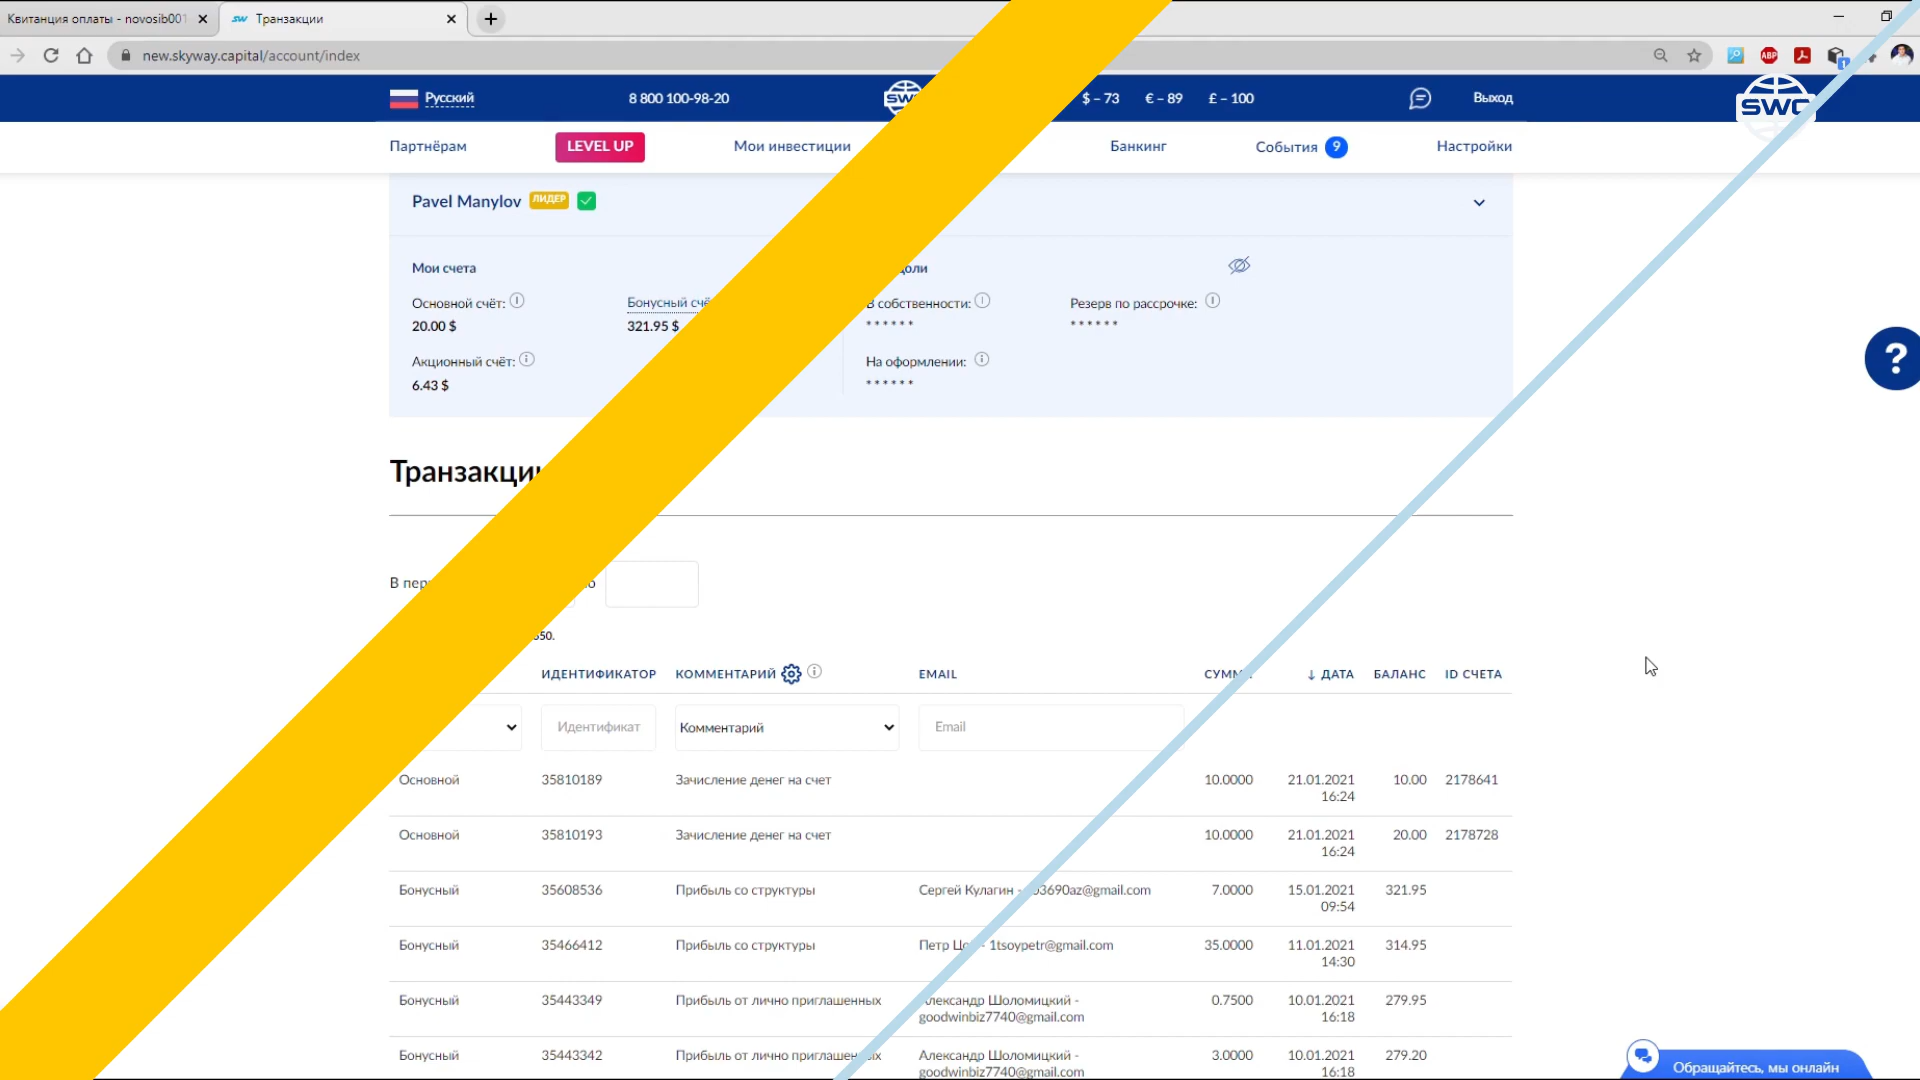 Квитанция оплаты - novosib001
Транзакции
new.skyway.capital/account/index
ABP
1
Русский
8 800 100-98-20
SW
$ – 73
€ – 89
£ – 100
Выход
SWC
Партнёрам
LEVEL UP
Мои инвестиции
Банкинг
События 9
Настройки
Pavel Manylov
ЛИДЕР
Мои счета
Основной счёт:
20.00 $
Бонусный
321.95 $
Акционный счёт:
6.43 $
В собственности:
******
Резерв по рассрочке:
******
На оформлении:
******
?
В
ИДЕНТИФИКАТОР КОММЕНТАРИЙ EMAIL ↓ ДАТА БАЛАНС ID СЧЕТА
Идентификат Комментарий Email
Основной 35810189 Зачисление денег на счет 10.0000 21.01.2021 10.00 2178641
16:24
Основной 35810193 Зачисление денег на счет 10.0000 21.01.2021 20.00 2178728
16:24
Бонусный 35608536 Прибыль со структуры Сергей Кулагин - 7.0000 15.01.2021 321.95
09:54
Бонусный 35466412 Прибыль со структуры Петр - 1tsoypetr@gmail.com 35.0000 11.01.2021 314.95
14:30
Бонусный 35443349 Прибыль от лично приглашенных Александр Шоломицкий - 0.7500 10.01.2021 279.95
goodwinbiz7740@gmail.com 16:18
Бонусный 35443342 Прибыль от лично приглашенных Александр Шоломицкий - 3.0000 10.01.2021 279.20
goodwinbiz7740@gmail.com 16:18
Обращайтесь, мы онлайн